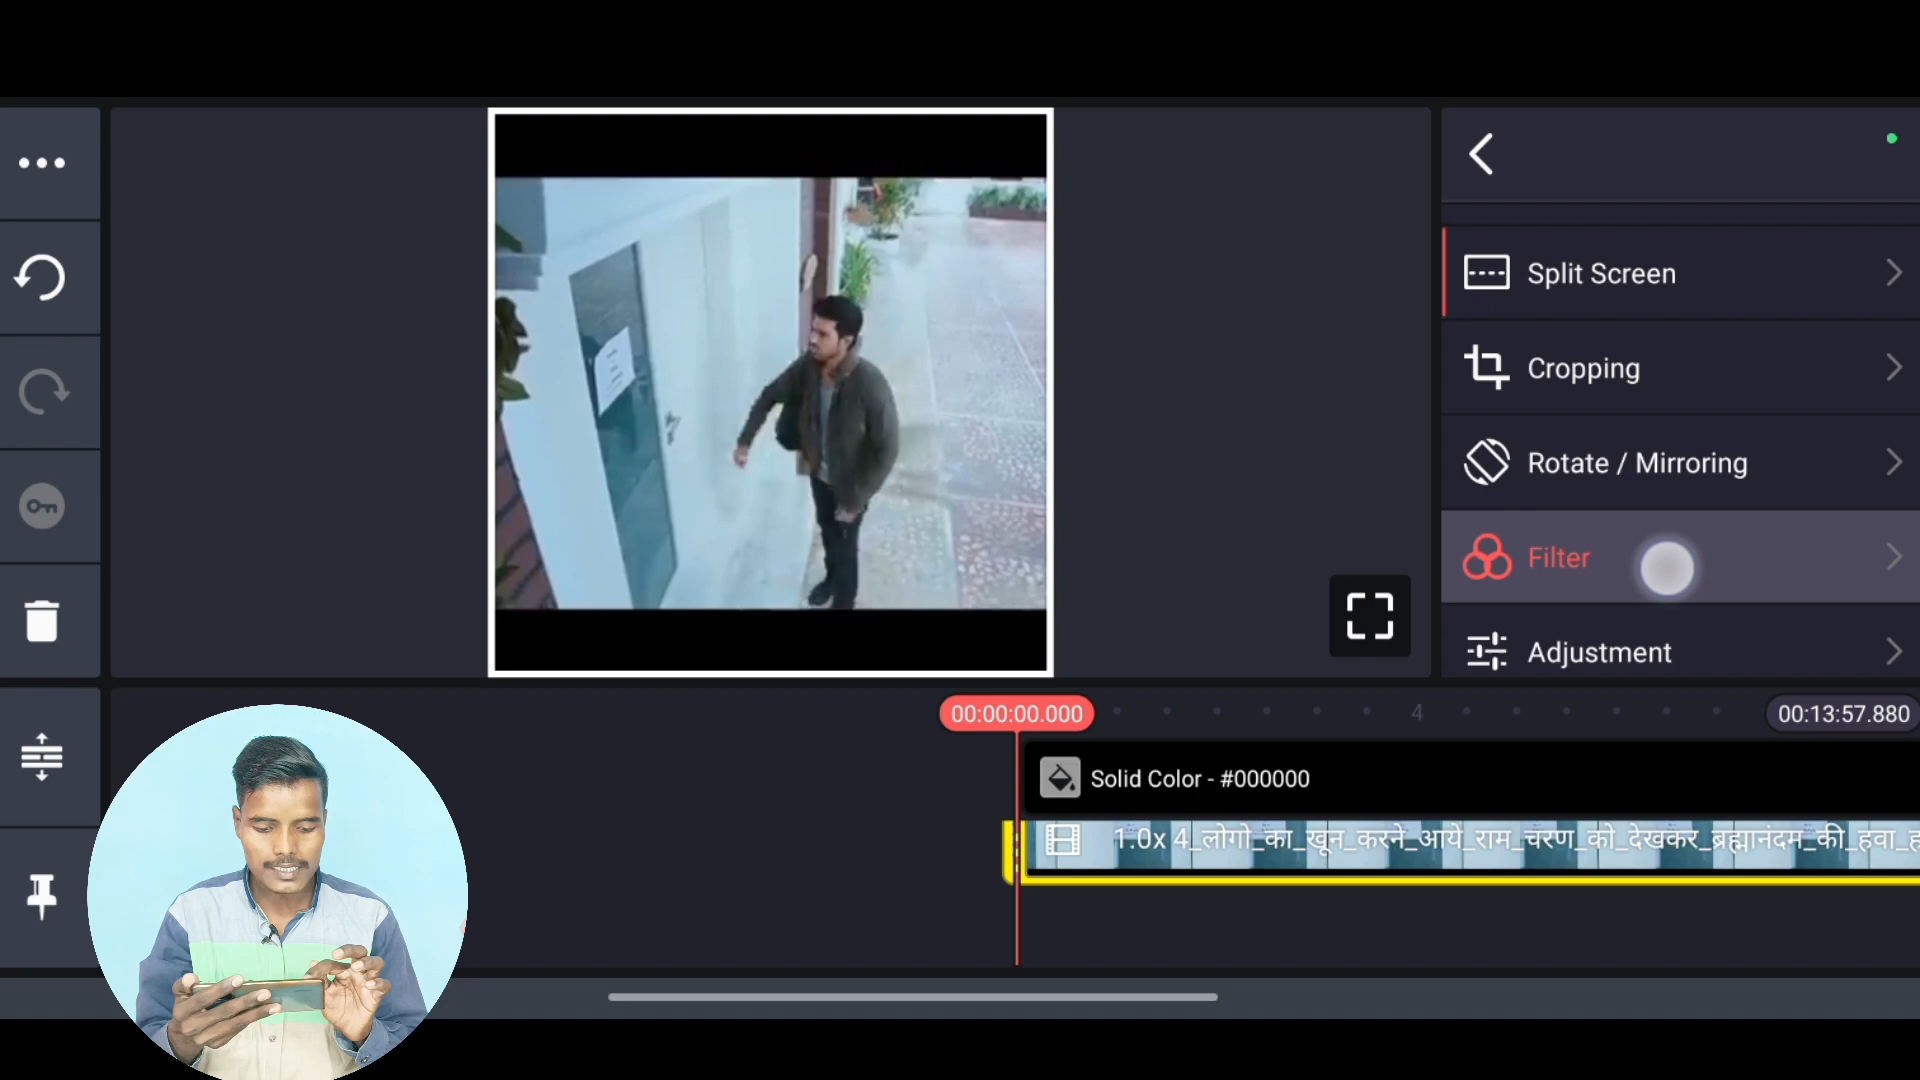 Split Screen
Cropping
Rotate / Mirroring
Filter
Adjustment
00:00:00.000
4
00:13:57.880
Solid Color - #000000
1.0x 4_लोगो_का_खून_करने_आये_राम_चरण_को_देखकर_ब्रह्मानंदम_की_हवा_ह